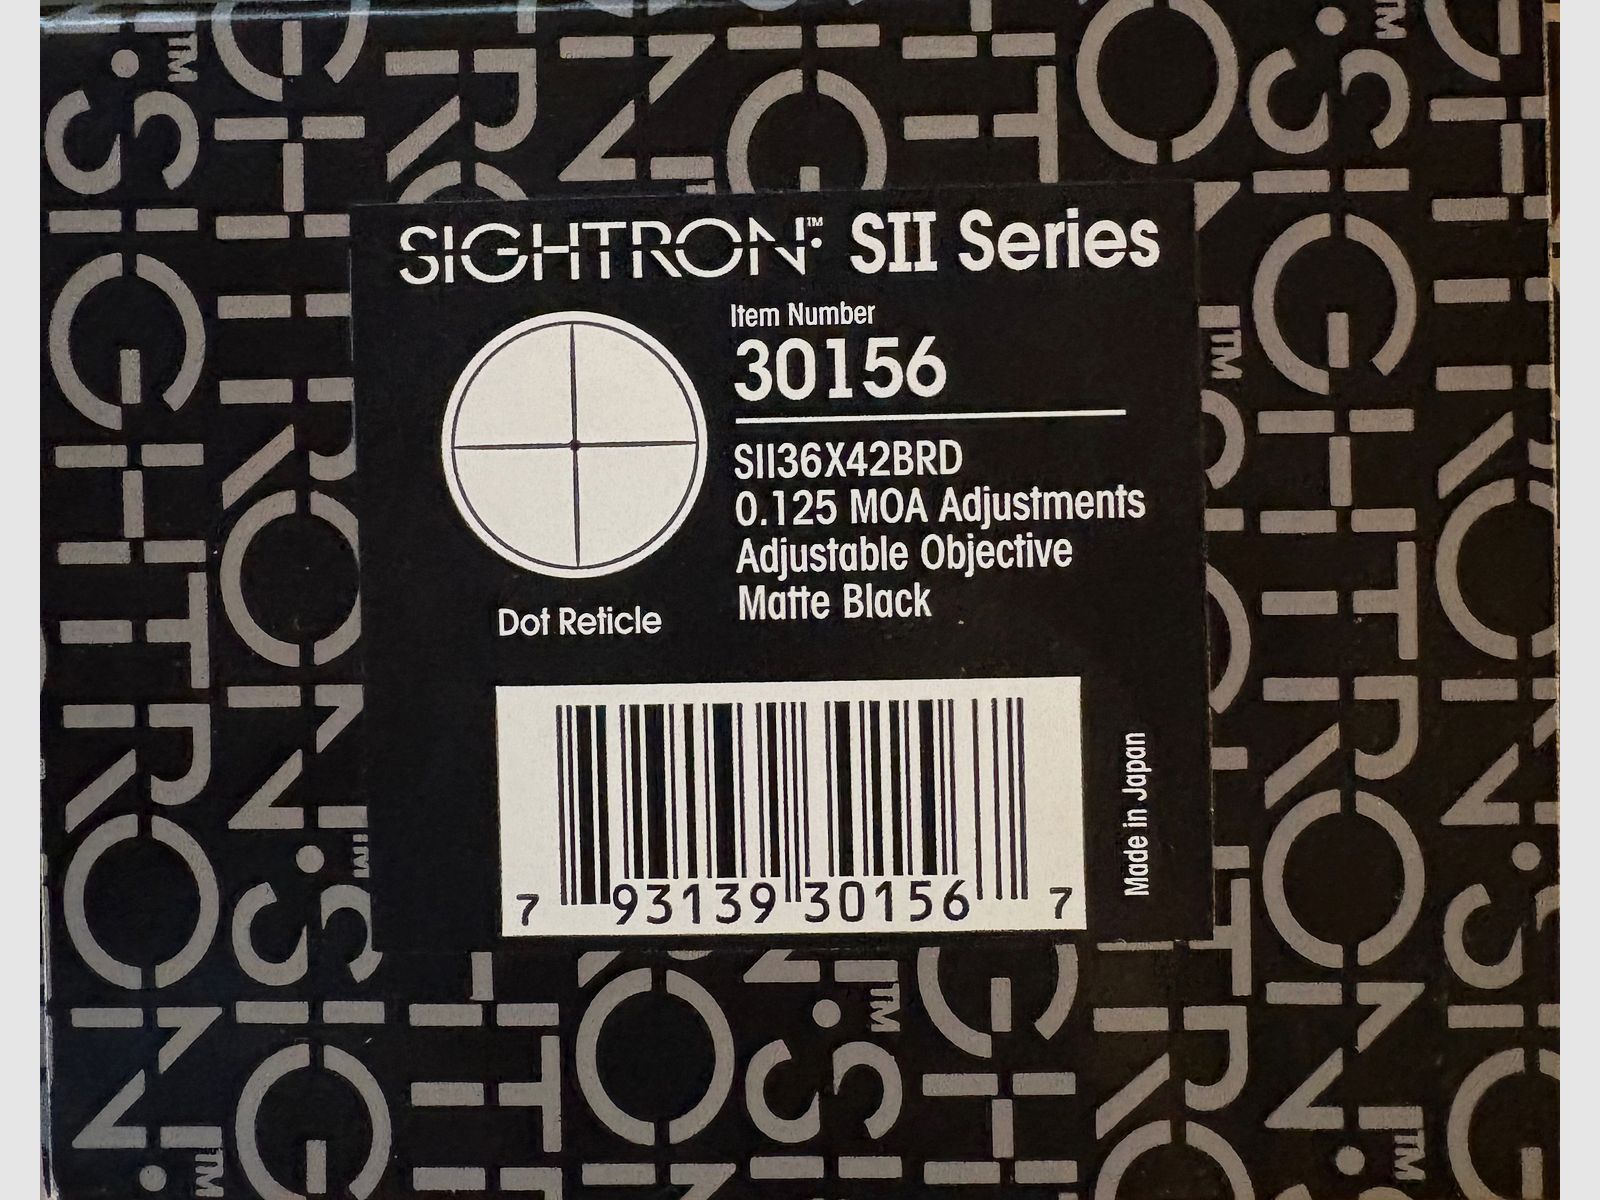 SIGHTRON™ SII Series
Item Number
30156
SII36X42BRD
0.125 MOA Adjustments
Adjustable Objective
Matte Black
Dot Reticle
7 93139 30156 7
Made in Japan